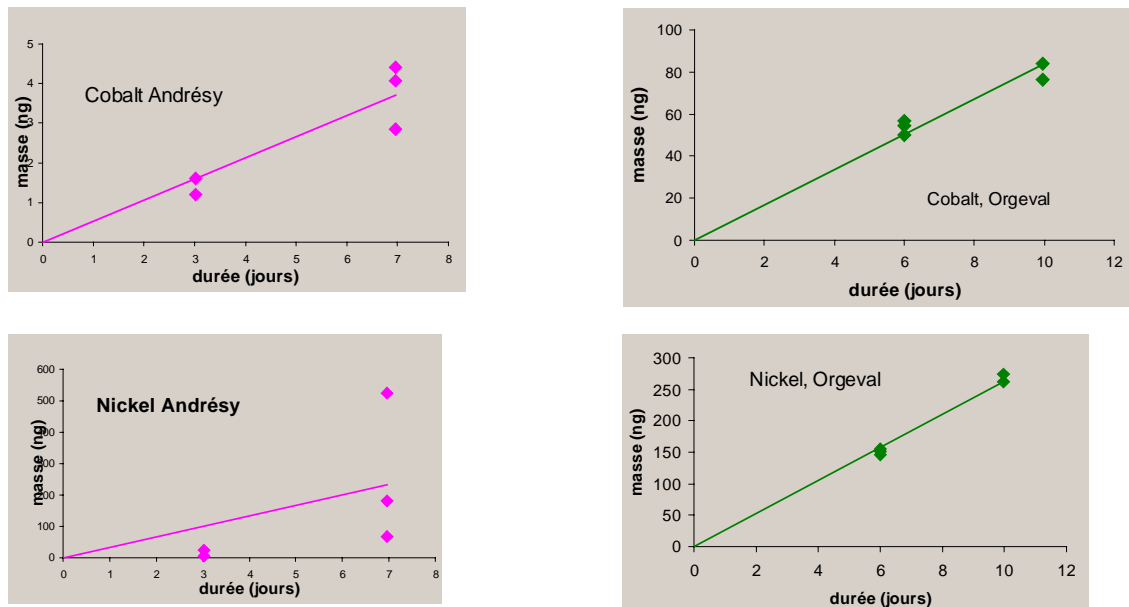 5
4
3
2
1
0
masse (ng)
Cobalt Andrésy
0 1 2 3 4 5 6 7 8
durée (jours)
100
80
60
40
20
0
masse (ng)
Cobalt, Orgeval
0 2 4 6 8 10 12
durée (jours)
600
500
400
300
200
100
0
masse (ng)
Nickel Andrésy
0 1 2 3 4 5 6 7 8
durée (jours)
300
250
200
150
100
50
0
masse (ng)
Nickel, Orgeval
0 2 4 6 8 10 12
durée (jours)